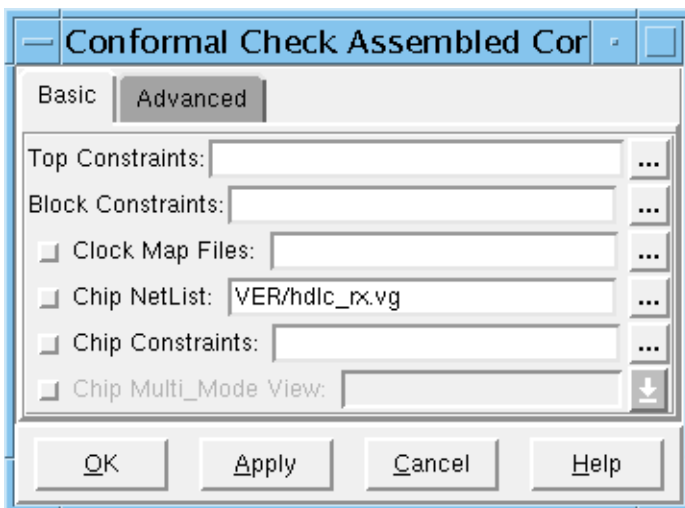 Conformal Check Assembled Cor
Basic
Advanced
Top Constraints:
...
Block Constraints:
...
Clock Map Files:
...
Chip NetList: VER/hdlc_rx.vg
...
Chip Constraints:
...
Chip Multi_Mode View:
OK
Apply
Cancel
Help